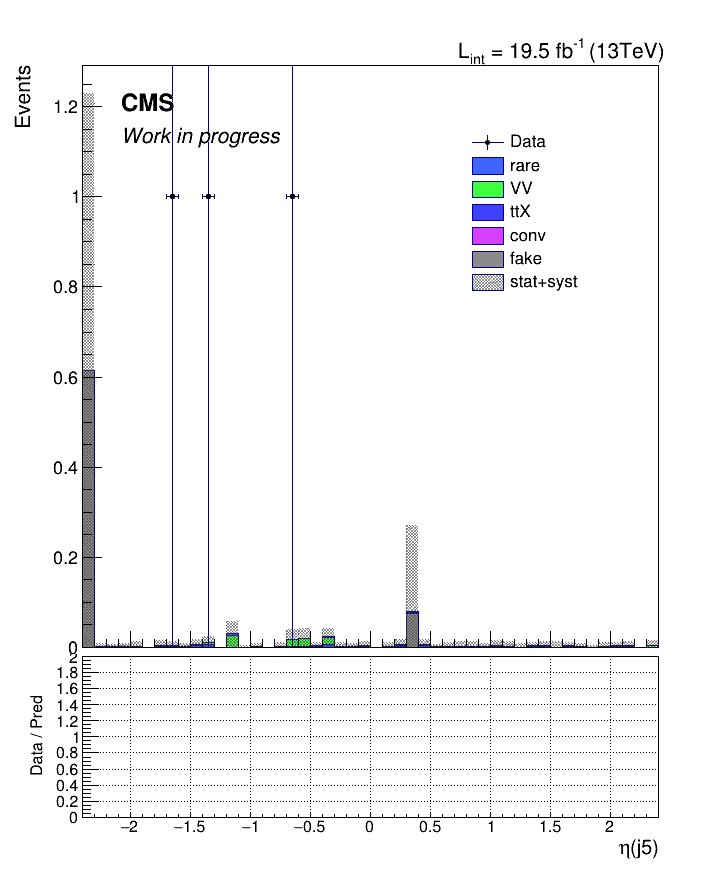 L_int = 19.5 fb^-1 (13TeV)
Events
CMS
Work in progress
Data
rare
VV
ttX
conv
fake
stat+syst
1.2
1
0.8
0.6
0.4
0.2
0
Data / Pred
2
1.8
1.6
1.4
1.2
1
0.8
0.6
0.4
0.2
0
−2 −1.5 −1 −0.5 0 0.5 1 1.5 2
η(j5)